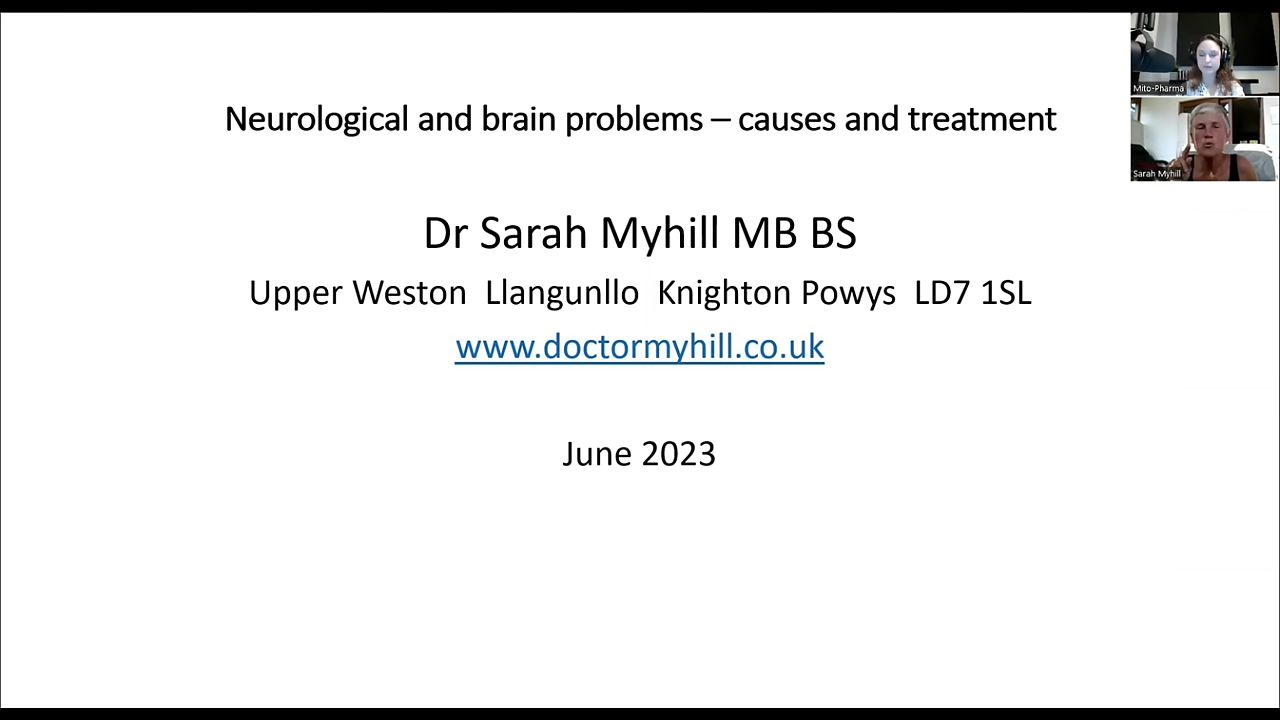 Neurological and brain problems – causes and treatment
Dr Sarah Myhill MB BS
Upper Weston  Llangunllo  Knighton Powys  LD7 1SL
www.doctormyhill.co.uk
June 2023
Mito-Pharma
Sarah Myhill